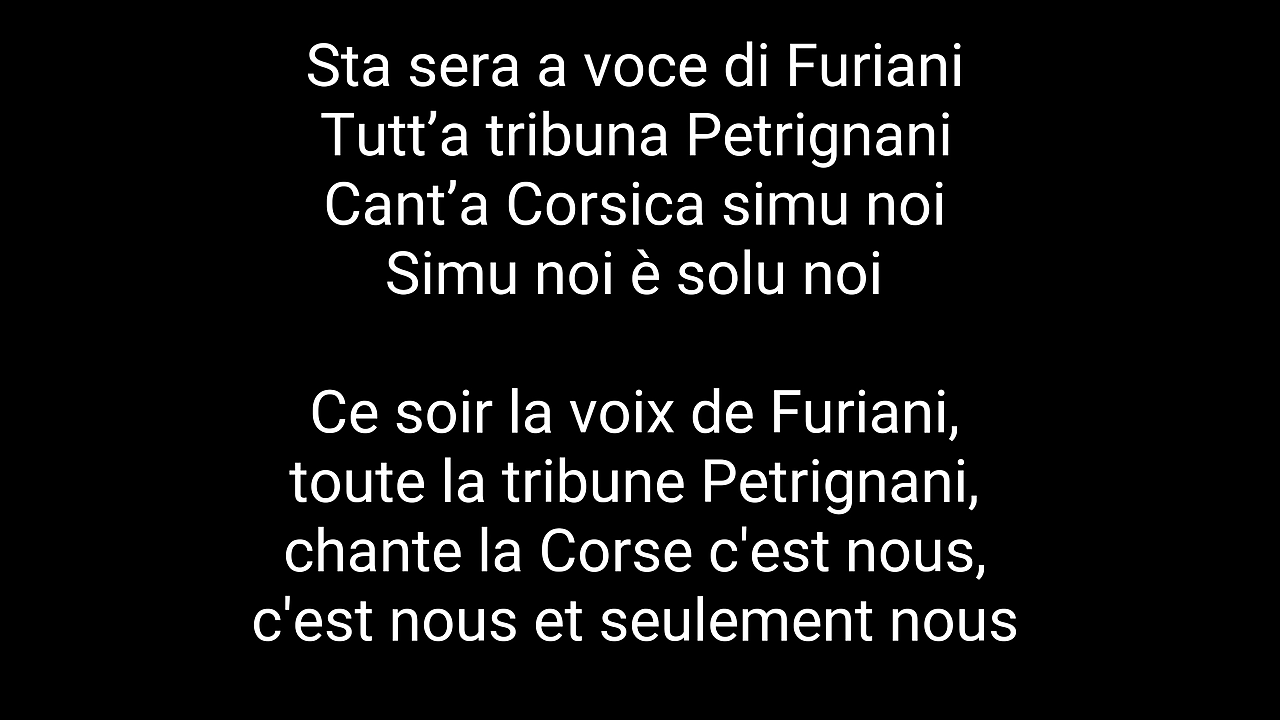 Sta sera a voce di Furiani
Tutt’a tribuna Petrignani
Cant’a Corsica simu noi
Simu noi è solu noi
Ce soir la voix de Furiani,
toute la tribune Petrignani,
chante la Corse c'est nous,
c'est nous et seulement nous